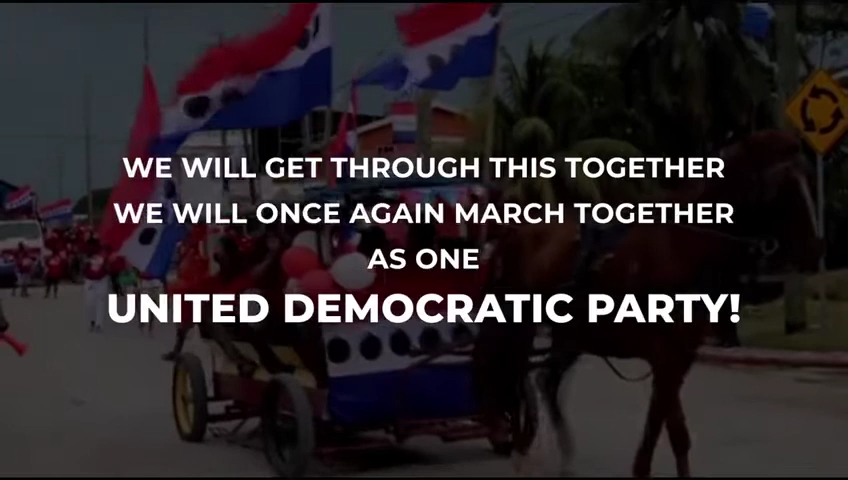 WE WILL GET THROUGH THIS TOGETHER
WE WILL ONCE AGAIN MARCH TOGETHER
AS ONE
UNITED DEMOCRATIC PARTY!